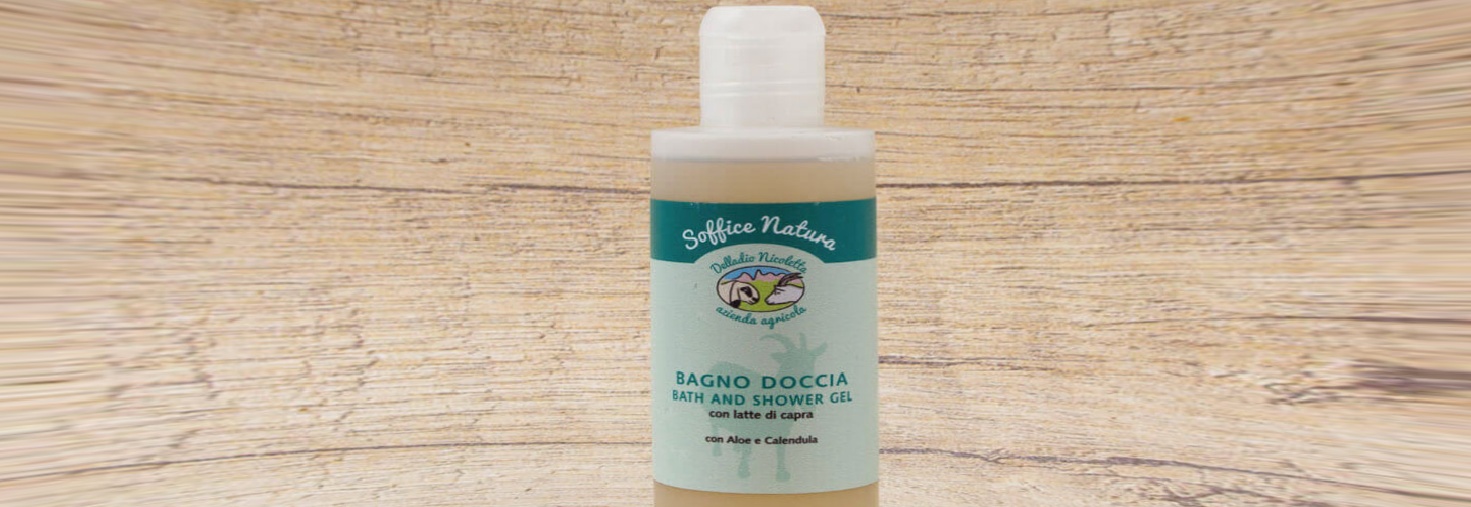 Soffice Natura
Delladio Nicoletta
azienda agricola
BAGNO DOCCIA
BATH AND SHOWER GEL
con latte di capra
con Aloe e Calendula